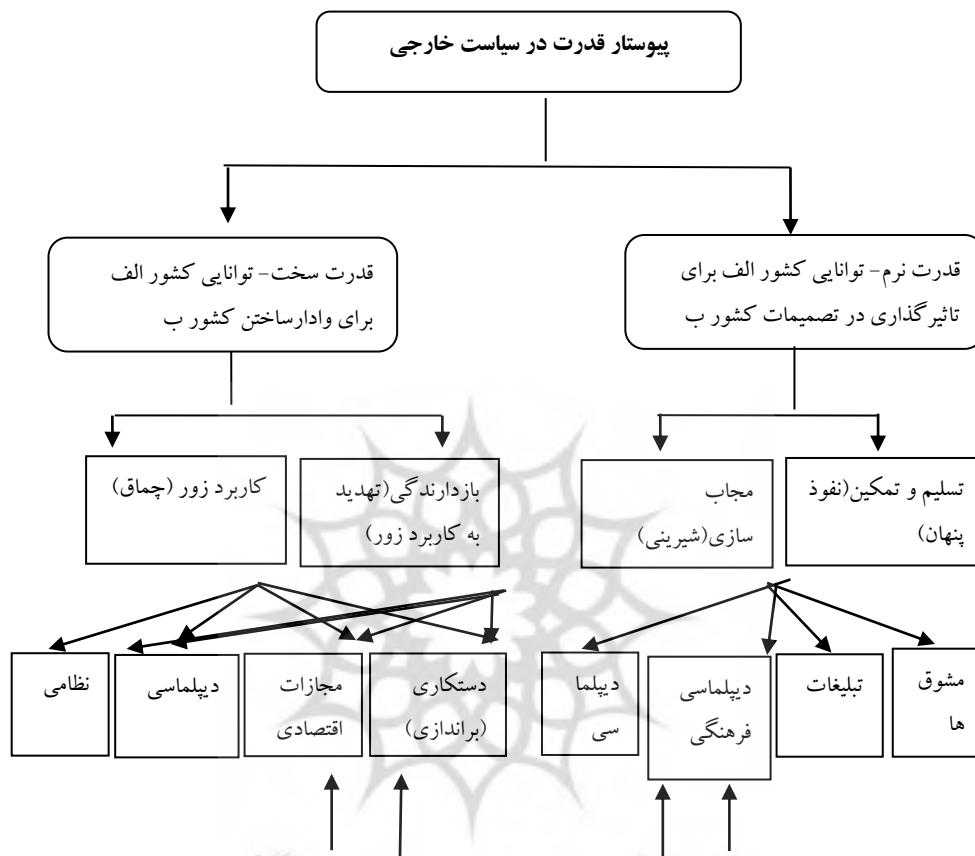 پیوستار قدرت در سیاست خارجی
قدرت نرم- توانایی کشور الف برای
تاثیرگذاری در تصمیمات کشور ب
قدرت سخت- توانایی کشور الف
برای وادارساختن کشور ب
تسلیم و تمکین(نفوذ
پنهان)
مجاب
سازی(شیرینی)
بازدارندگی(تهدید
به کاربرد زور)
کاربرد زور (چماق)
مشوق
ها
تبلیغات
دیپلماسی
فرهنگی
دیپلما
سی
دستکاری
(براندازی)
مجازات
اقتصادی
دیپلماسی
نظامی